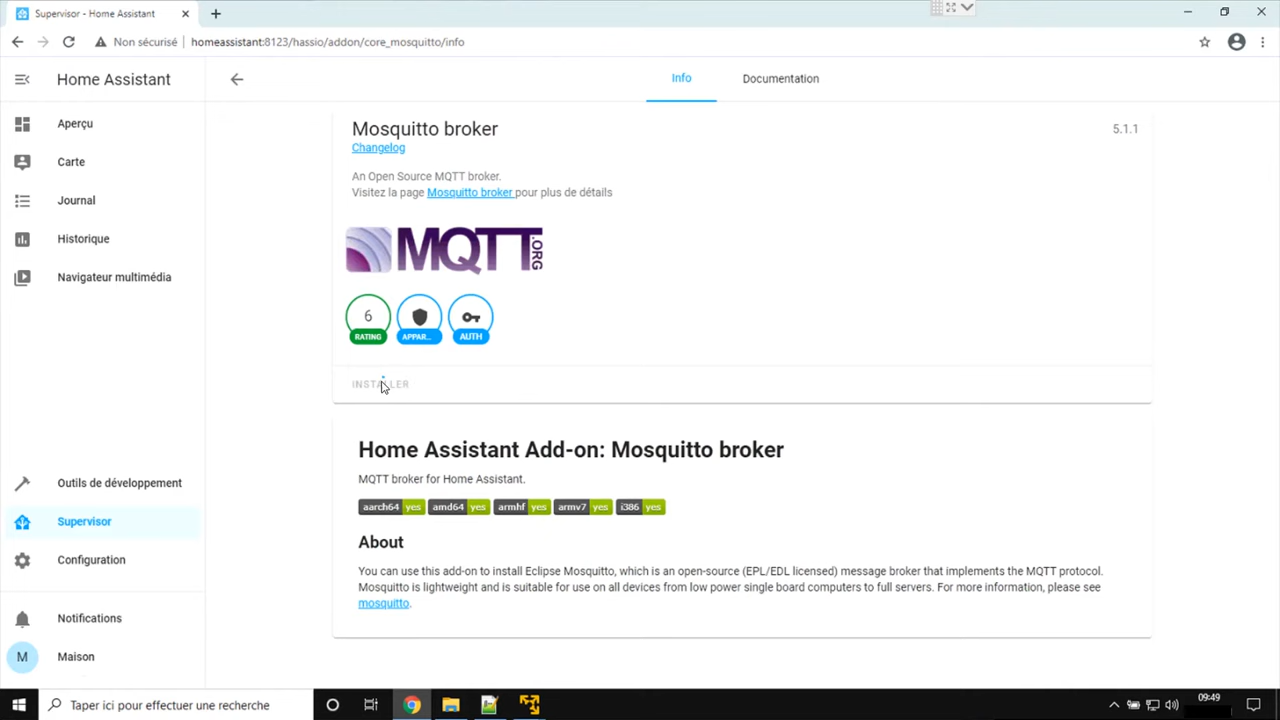 Supervisor - Home Assistant
Non sécurisé
homeassistant:8123/hassio/addon/core_mosquitto/info
Home Assistant
Info
Documentation
Aperçu
Carte
Journal
Historique
Navigateur multimédia
Outils de développement
Supervisor
Configuration
Notifications
M
Maison
Mosquitto broker
5.1.1
Changelog
An Open Source MQTT broker.
Visitez la page Mosquitto broker pour plus de détails
MQTT.ORG
6
RATING
APPAR...
AUTH
INSTALLER
Home Assistant Add-on: Mosquitto broker
MQTT broker for Home Assistant.
aarch64 yes amd64 yes armhf yes armv7 yes i386 yes
About
You can use this add-on to install Eclipse Mosquitto, which is an open-source (EPL/EDL licensed) message broker that implements the MQTT protocol.
Mosquitto is lightweight and is suitable for use on all devices from low power single board computers to full servers. For more information, please see
mosquitto.
Taper ici pour effectuer une recherche
09:49